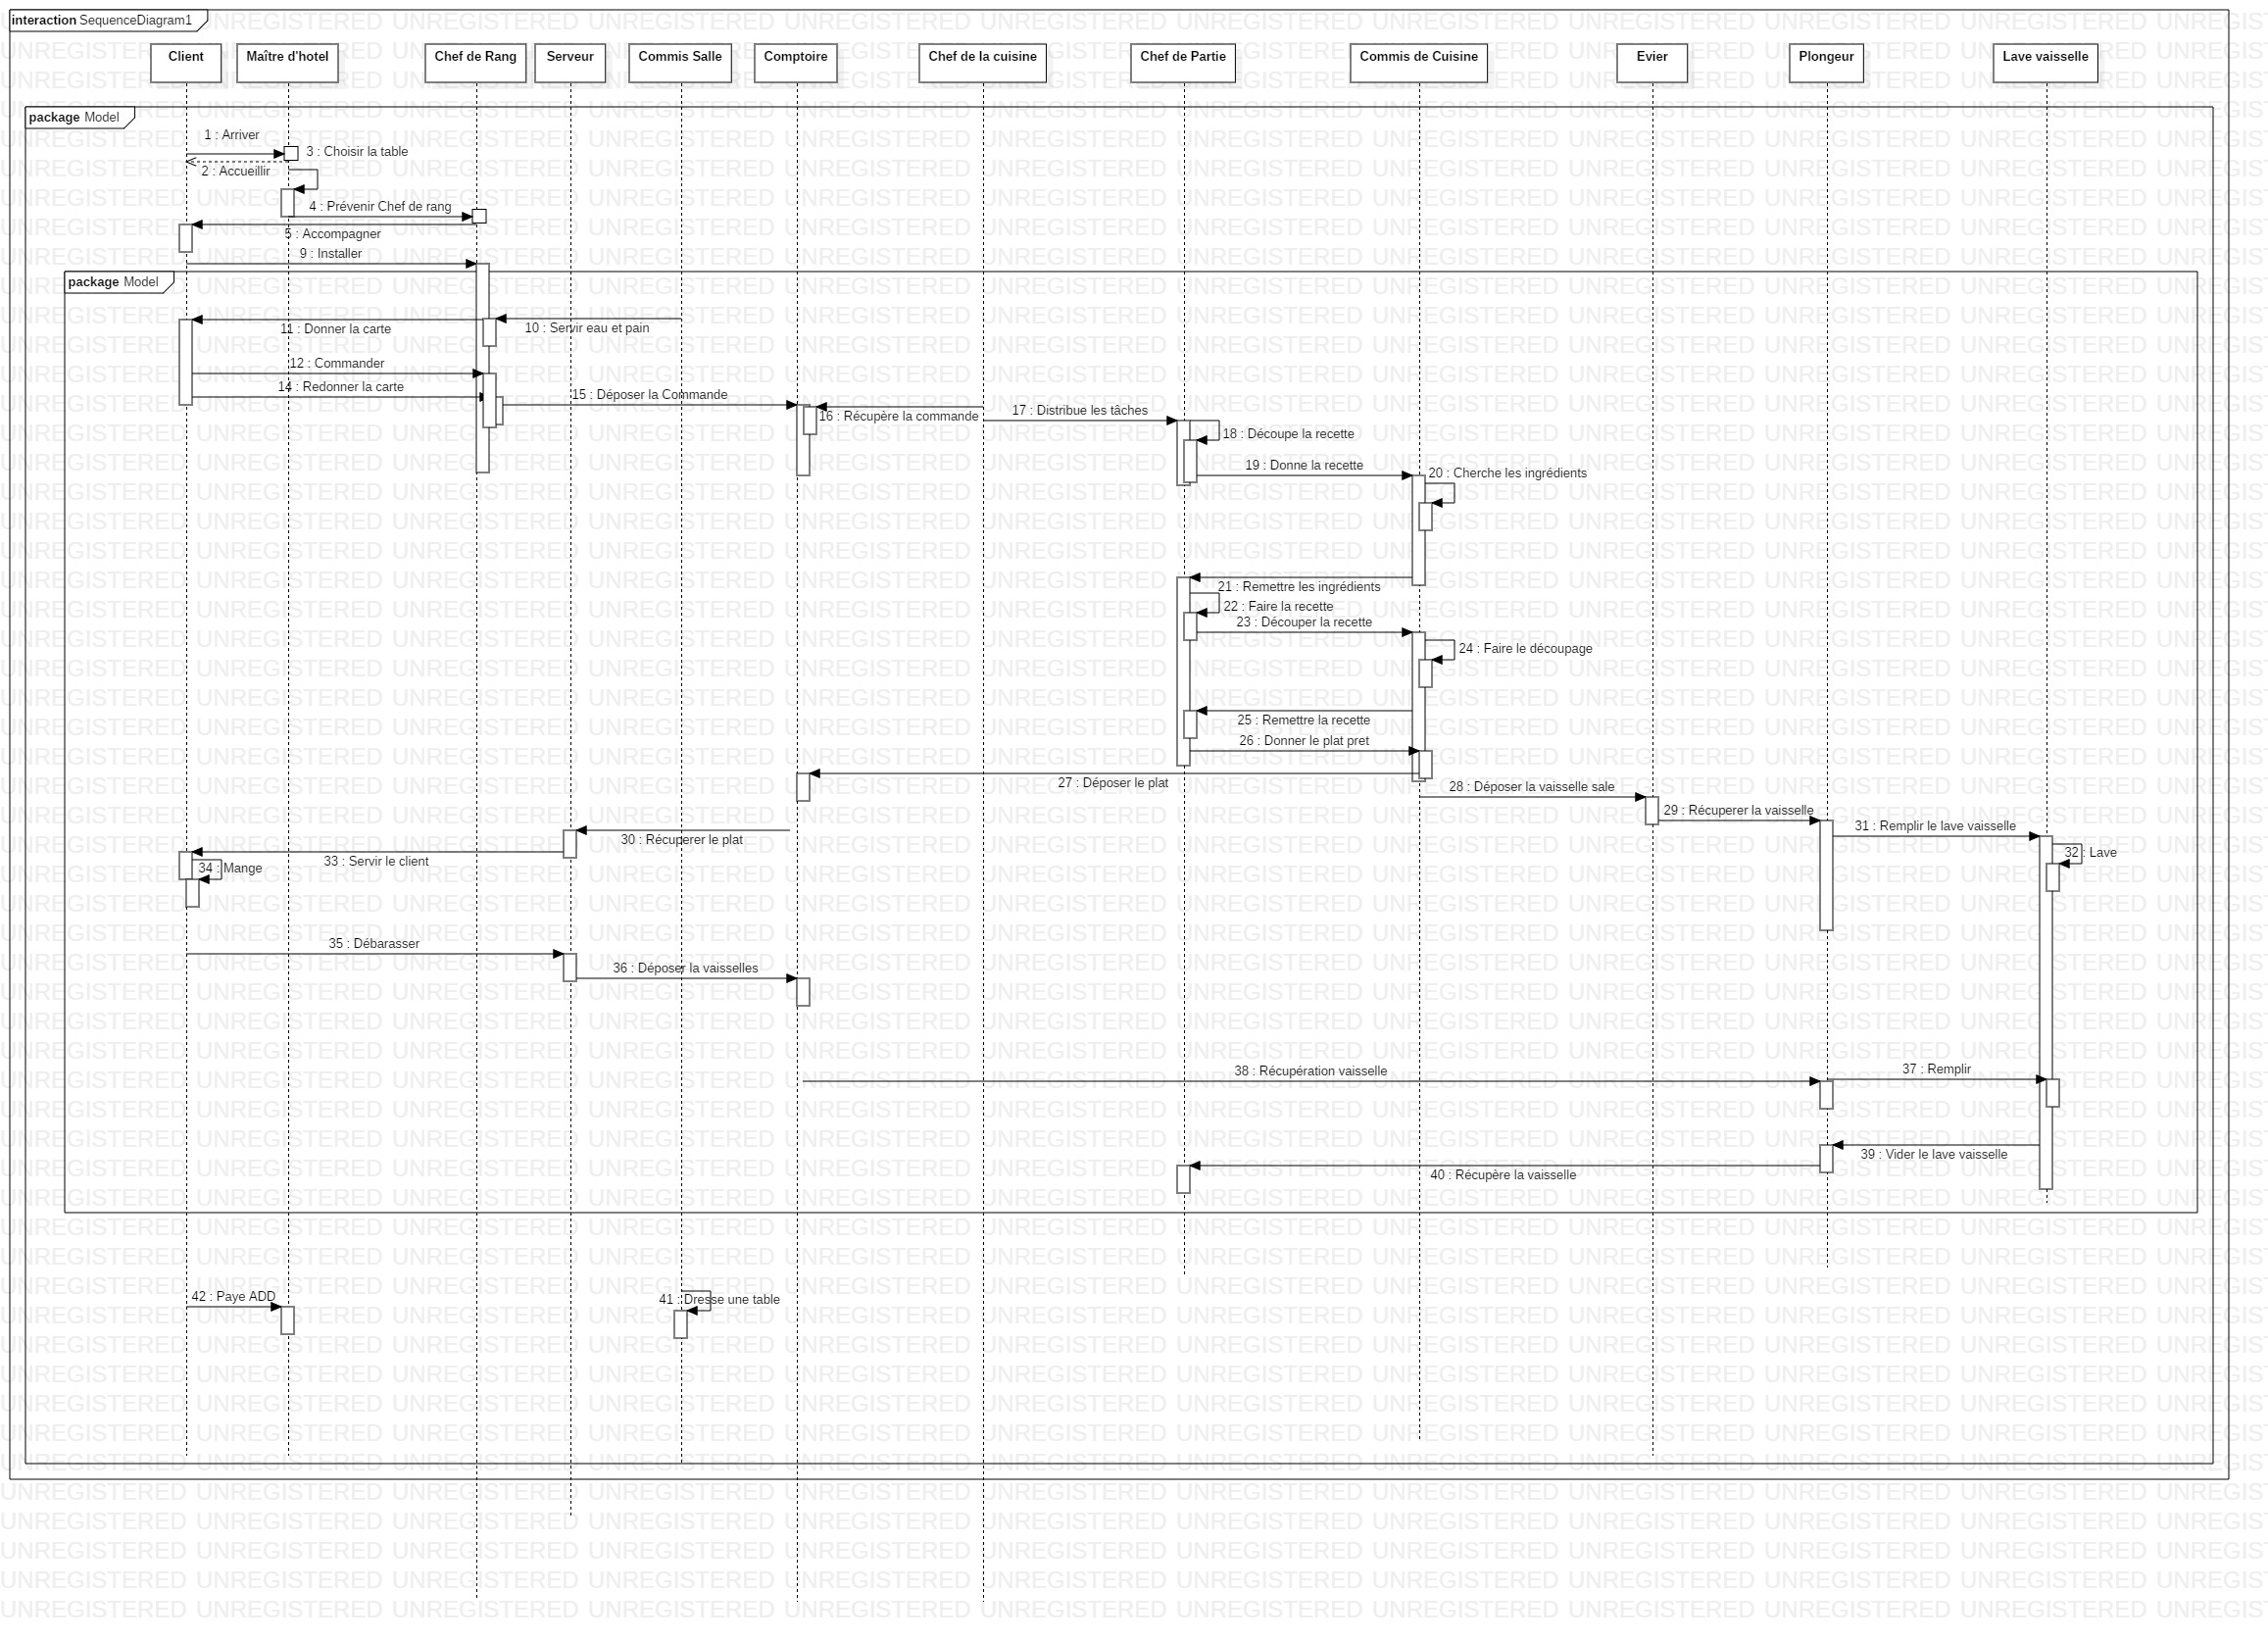 interaction SequenceDiagram1
Client
Maître d'hotel
Chef de Rang
Serveur
Commis Salle
Comptoire
Chef de la cuisine
Chef de Partie
Commis de Cuisine
Evier
Plongeur
Lave vaisselle
package Model
1 : Arriver
3 : Choisir la table
2 : Accueillir
4 : Prévenir Chef de rang
5 : Accompagner
9 : Installer
package Model
11 : Donner la carte
10 : Servir eau et pain
12 : Commander
14 : Redonner la carte
15 : Déposer la Commande
16 : Récupère la commande
17 : Distribue les tâches
18 : Découpe la recette
19 : Donne la recette
20 : Cherche les ingrédients
21 : Remettre les ingrédients
22 : Faire la recette
23 : Découper la recette
24 : Faire le découpage
25 : Remettre la recette
26 : Donner le plat pret
27 : Déposer le plat
28 : Déposer la vaisselle sale
29 : Récuperer la vaisselle
30 : Récuperer le plat
31 : Remplir le lave vaisselle
32 : Lave
33 : Servir le client
34 : Mange
35 : Débarasser
36 : Déposer la vaisselles
38 : Récupération vaisselle
37 : Remplir
39 : Vider le lave vaisselle
40 : Récupère la vaisselle
42 : Paye ADD
41 : Dresse une table
UNREGISTERED